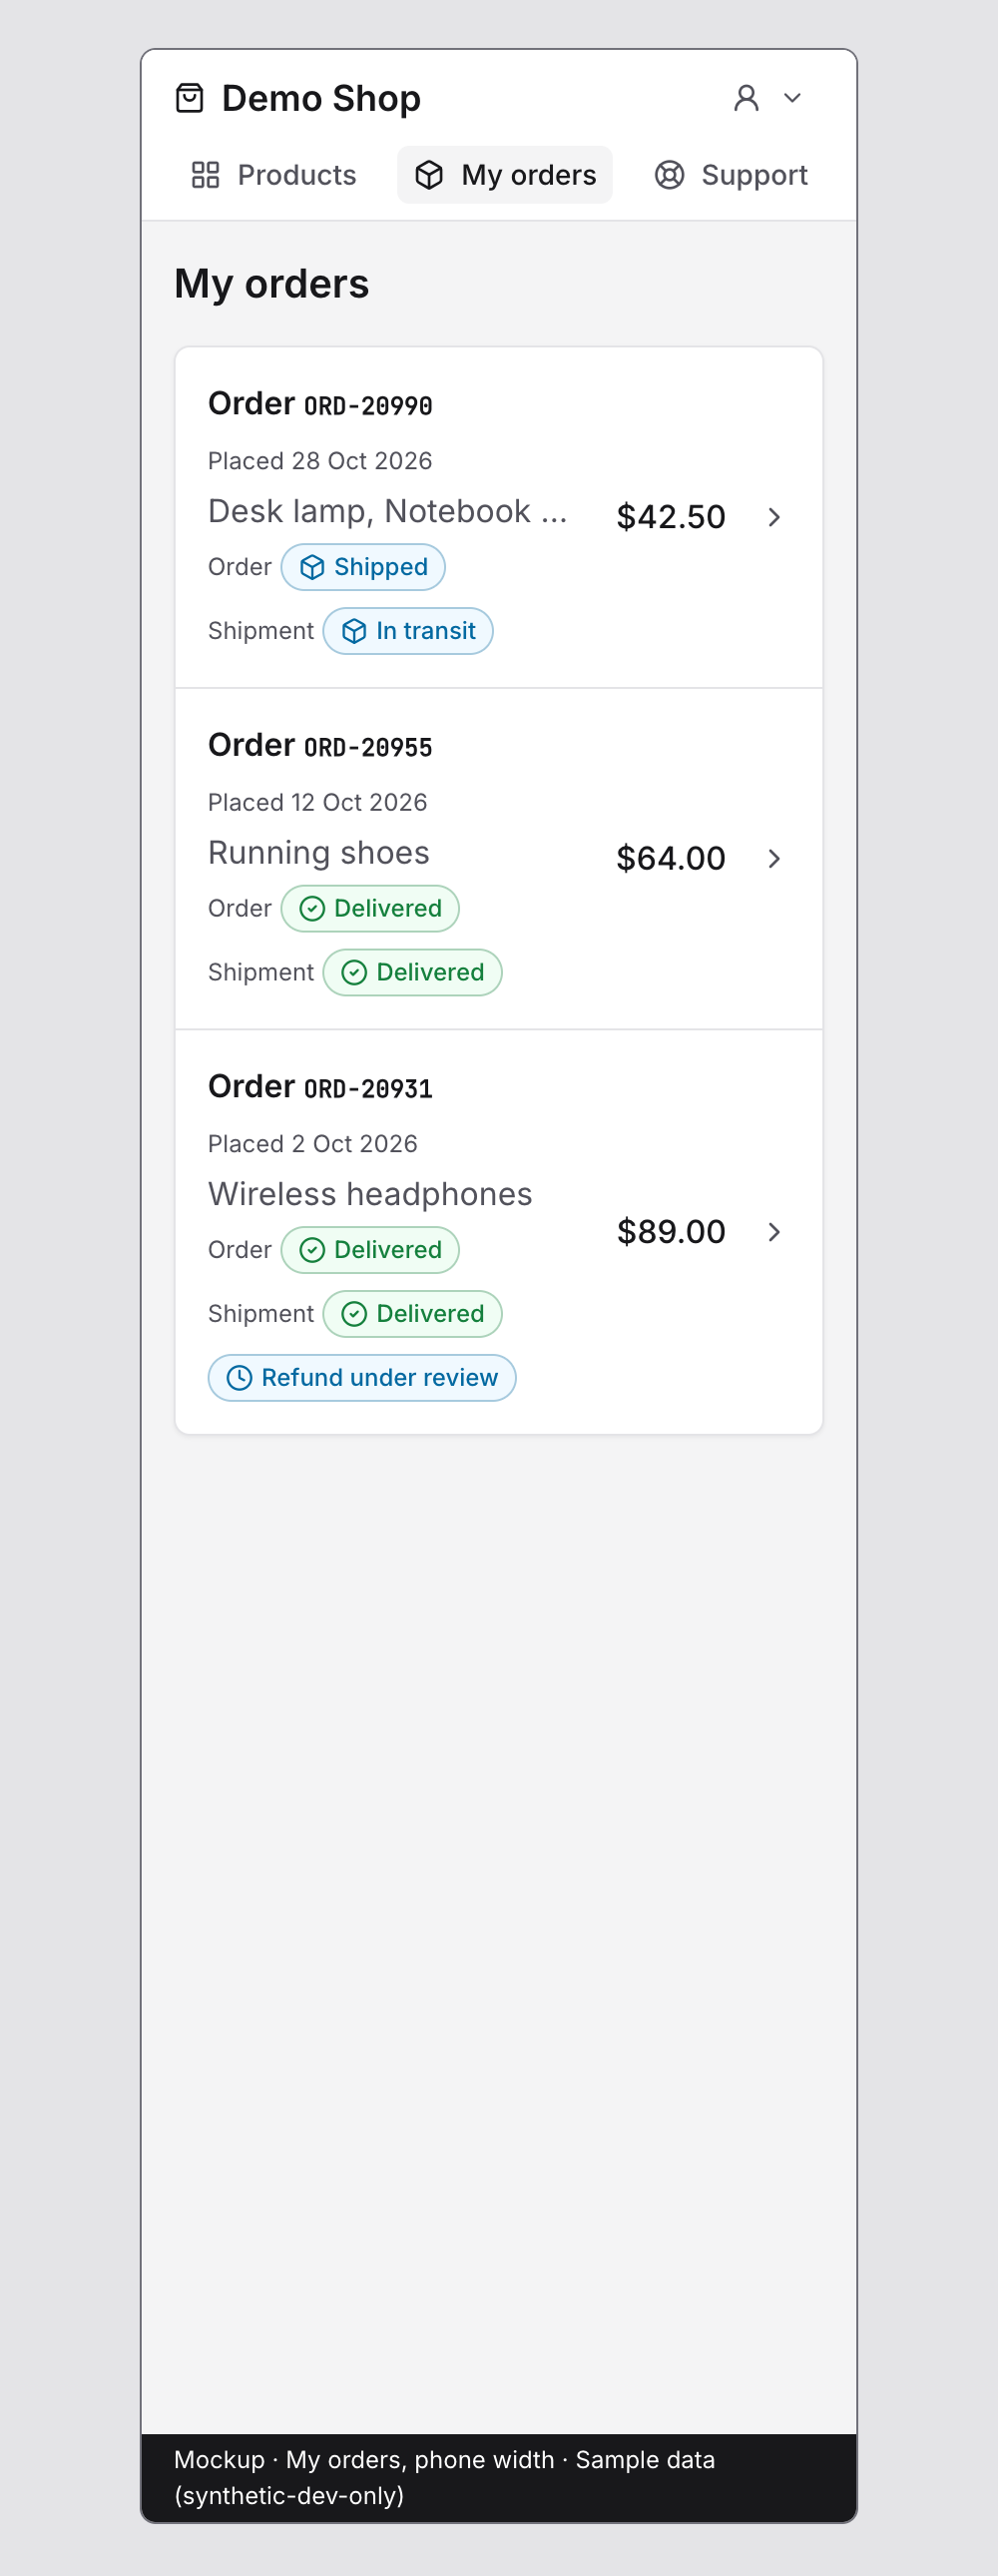 Demo Shop
Products My orders Support
My orders
Order ORD-20990
Placed 28 Oct 2026
Desk lamp, Notebook ... $42.50
Order Shipped
Shipment In transit
Order ORD-20955
Placed 12 Oct 2026
Running shoes $64.00
Order Delivered
Shipment Delivered
Order ORD-20931
Placed 2 Oct 2026
Wireless headphones
$89.00
Order Delivered
Shipment Delivered
Refund under review
Mockup · My orders, phone width · Sample data
(synthetic-dev-only)